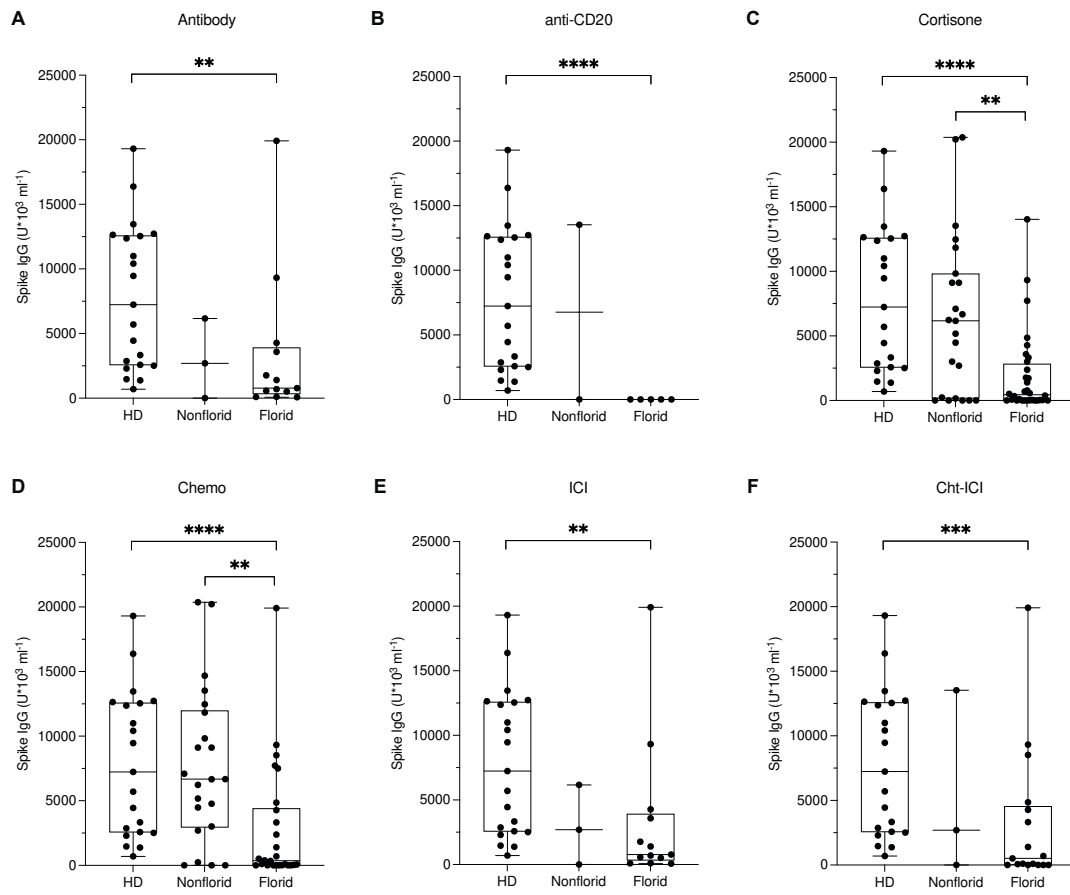 A Antibody
**
25000
20000
15000
10000
5000
0
Spike IgG (U*10³ ml⁻¹)
HD Nonflorid Florid
B anti-CD20
****
25000
20000
15000
10000
5000
0
Spike IgG (U*10³ ml⁻¹)
HD Nonflorid Florid
C Cortisone
****
**
25000
20000
15000
10000
5000
0
Spike IgG (U*10³ ml⁻¹)
HD Nonflorid Florid
D Chemo
****
**
25000
20000
15000
10000
5000
0
Spike IgG (U*10³ ml⁻¹)
HD Nonflorid Florid
E ICI
**
25000
20000
15000
10000
5000
0
Spike IgG (U*10³ ml⁻¹)
HD Nonflorid Florid
F Cht-ICI
***
25000
20000
15000
10000
5000
0
Spike IgG (U*10³ ml⁻¹)
HD Nonflorid Florid